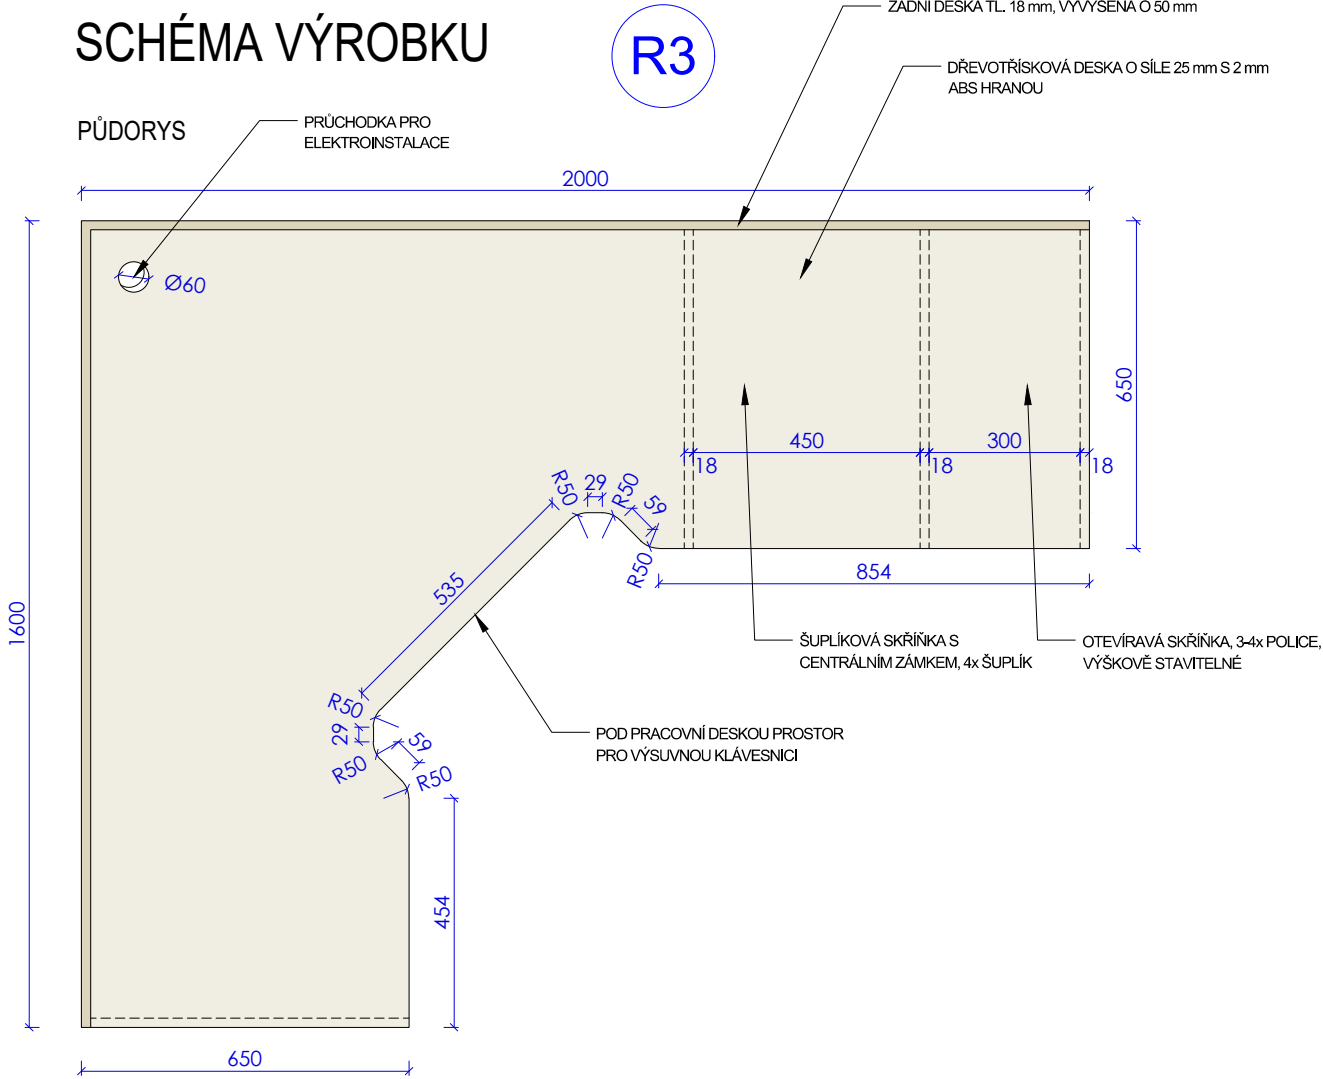 ZADNÍ DESKA TL. 18 mm, VYVÝŠENA O 50 mm
SCHÉMA VÝROBKU
R3
DŘEVOTŘÍSKOVÁ DESKA O SÍLE 25 mm S 2 mm
ABS HRANOU
PŮDORYS
PRŮCHODKA PRO
ELEKTROINSTALACE
2000
Ø60
650
450
300
18
18
18
R50
29
R50
59
R50
854
535
1600
ŠUPLÍKOVÁ SKŘÍŇKA S
CENTRÁLNÍM ZÁMKEM, 4x ŠUPLÍK
OTEVÍRAVÁ SKŘÍŇKA, 3-4x POLICE,
VÝŠKOVĚ STAVITELNÉ
R50
29
59
R50
R50
POD PRACOVNÍ DESKOU PROSTOR
PRO VÝSUVNOU KLÁVESNICI
454
650